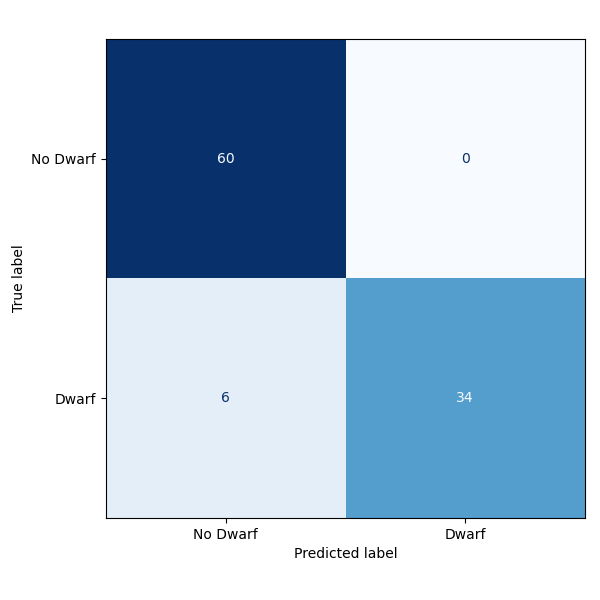 True label
No Dwarf
60
0
Dwarf
6
34
No Dwarf
Dwarf
Predicted label